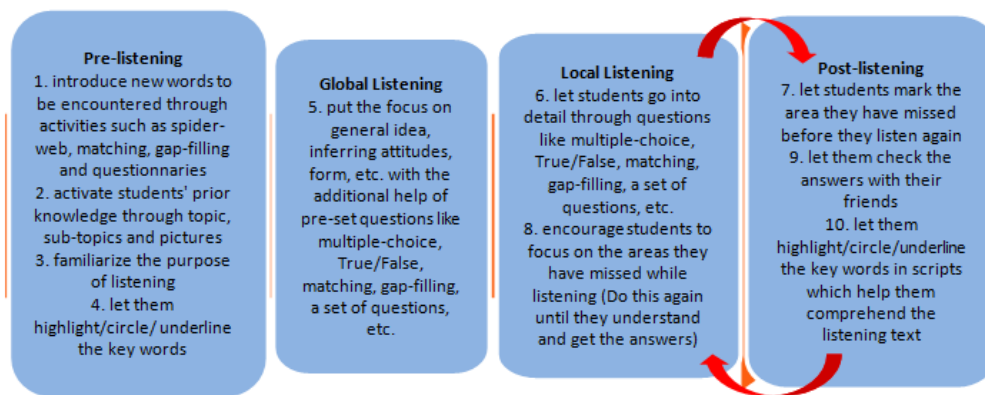 Pre-listening
1. introduce new words to
be encountered through
activities such as spider-
web, matching, gap-filling
and questionnaries
2. activate students' prior
knowledge through topic,
sub-topics and pictures
3. familiarize the purpose
of listening
4. let them
highlight/circle/ underline
the key words
Global Listening
5. put the focus on
general idea,
inferring attitudes,
form, etc. with the
additional help of
pre-set questions like
multiple-choice,
True/False,
matching, gap-filling,
a set of questions,
etc.
Local Listening
6. let students go into
detail through questions
like multiple-choice,
True/False, matching,
gap-filling, a set of
questions, etc.
8. encourage students to
focus on the areas they
have missed while
listening (Do this again
until they understand
and get the answers)
Post-listening
7. let students mark the
area they have missed
before they listen again
9. let them check the
answers with their
friends
10. let them
highlight/circle/underline
the key words in scripts
which help them
comprehend the
listening text